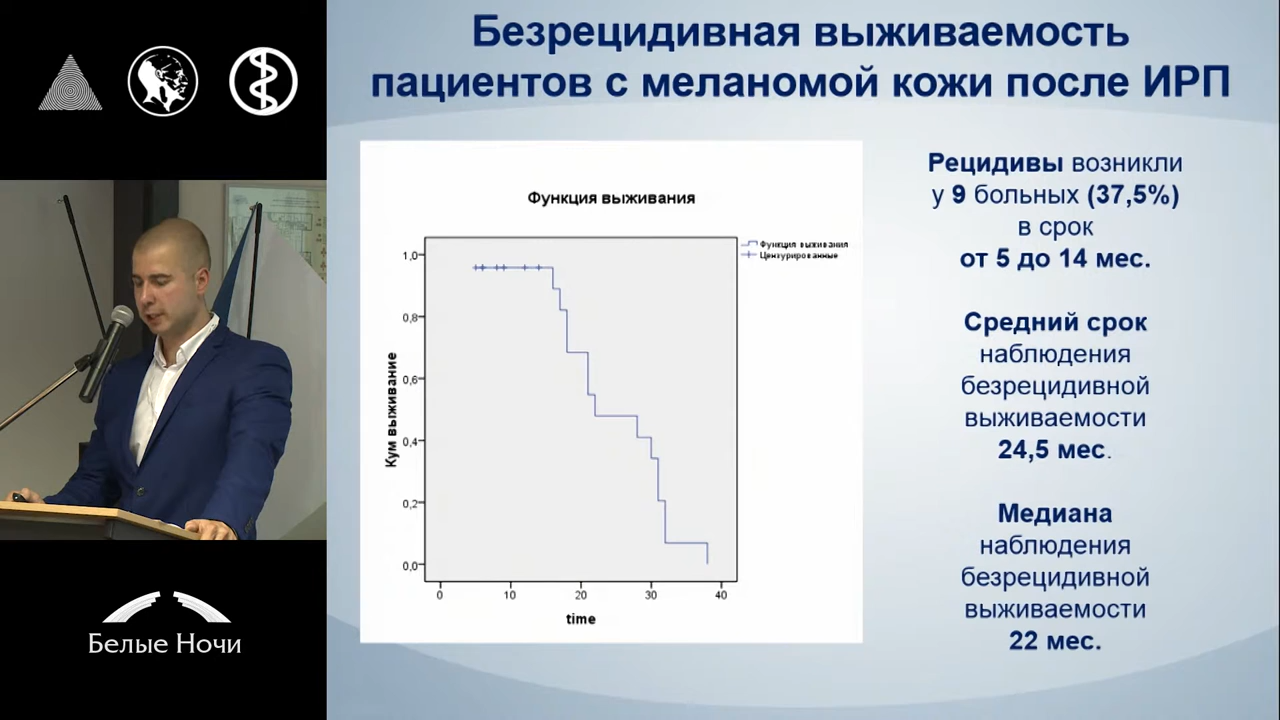 Безрецидивная выживаемость
пациентов с меланомой кожи после ИРП
Функция выживания
Функция выживания
Цензурированные
Кум выживание
1,0
0,8
0,6
0,4
0,2
0,0
0 10 20 30 40
time
Рецидивы возникли
у 9 больных (37,5%)
в срок
от 5 до 14 мес.
Средний срок
наблюдения
безрецидивной
выживаемости
24,5 мес.
Медиана
наблюдения
безрецидивной
выживаемости
22 мес.
Белые Ночи